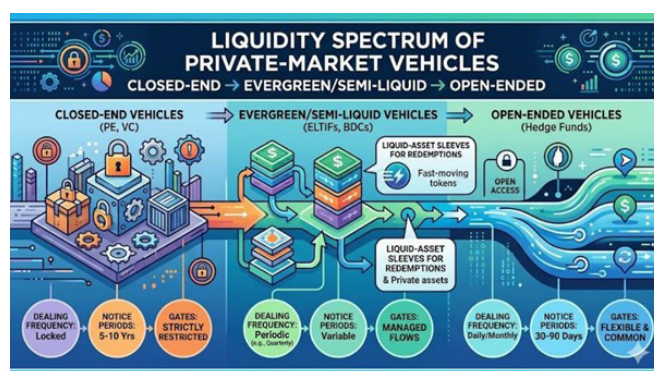 LIQUIDITY SPECTRUM OF
PRIVATE-MARKET VEHICLES
CLOSED-END → EVERGREEN/SEMI-LIQUID → OPEN-ENDED
CLOSED-END VEHICLES
(PE, VC)
EVERGREEN/SEMI-LIQUID VEHICLES
(ELTIFs, BDCs)
OPEN-ENDED VEHICLES
(Hedge Funds)
LIQUID-ASSET SLEEVES
FOR REDEMPTIONS
Fast-moving
tokens
OPEN
ACCESS
LIQUID-ASSET
SLEEVES FOR
REDEMPTIONS
& Private assets
DEALING
FREQUENCY:
Locked
NOTICE
PERIODS:
5-10 Yrs
GATES:
STRICTLY
RESTRICTED
DEALING
FREQUENCY:
Periodic
(e.g., Quarterly)
NOTICE
PERIODS:
Variable
GATES:
MANAGED
FLOWS
DEALING
FREQUENCY:
Daily/Monthly
NOTICE
PERIODS:
30-90 Days
GATES:
FLEXIBLE &
COMMON